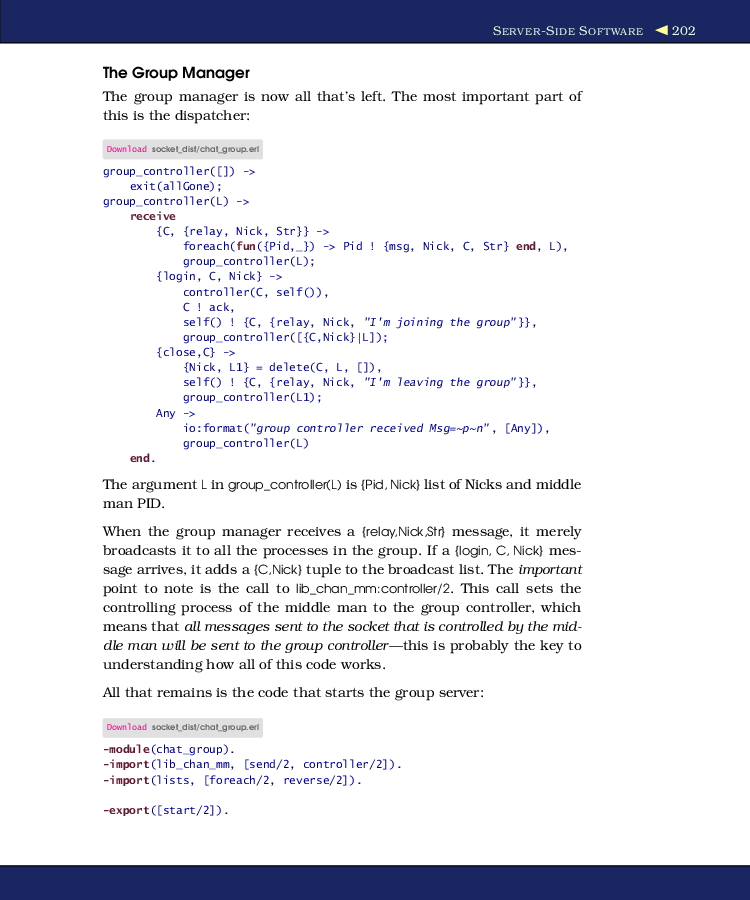 SERVER-SIDE SOFTWARE ◀ 202
The Group Manager
The group manager is now all that's left. The most important part of
this is the dispatcher:
Download socket_dist/chat_group.erl
group_controller([]) ->
    exit(allGone);
group_controller(L) ->
    receive
        {C, {relay, Nick, Str}} ->
            foreach(fun({Pid,_}) -> Pid ! {msg, Nick, C, Str} end, L),
            group_controller(L);
        {login, C, Nick} ->
            controller(C, self()),
            C ! ack,
            self() ! {C, {relay, Nick, "I'm joining the group"}},
            group_controller([{C,Nick}|L]);
        {close,C} ->
            {Nick, L1} = delete(C, L, []),
            self() ! {C, {relay, Nick, "I'm leaving the group"}},
            group_controller(L1);
        Any ->
            io:format("group controller received Msg=~p~n", [Any]),
            group_controller(L)
    end.
The argument L in group_controller(L) is {Pid, Nick} list of Nicks and middle
man PID.
When the group manager receives a {relay,Nick,Str} message, it merely
broadcasts it to all the processes in the group. If a {login, C, Nick} mes-
sage arrives, it adds a {C,Nick} tuple to the broadcast list. The important
point to note is the call to lib_chan_mm:controller/2. This call sets the
controlling process of the middle man to the group controller, which
means that all messages sent to the socket that is controlled by the mid-
dle man will be sent to the group controller—this is probably the key to
understanding how all of this code works.
All that remains is the code that starts the group server:
Download socket_dist/chat_group.erl
-module(chat_group).
-import(lib_chan_mm, [send/2, controller/2]).
-import(lists, [foreach/2, reverse/2]).
-export([start/2]).